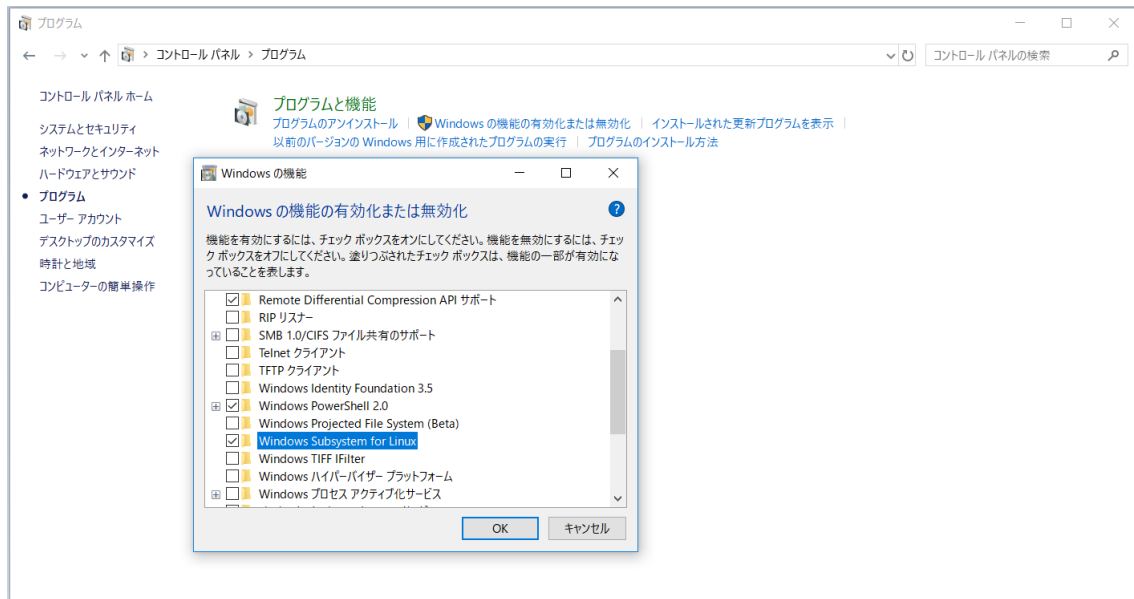 プログラム
コントロール パネル > プログラム
コントロール パネルの検索
コントロール パネル ホーム
システムとセキュリティ
ネットワークとインターネット
ハードウェアとサウンド
プログラム
ユーザー アカウント
デスクトップのカスタマイズ
時計と地域
コンピューターの簡単操作
プログラムと機能
プログラムのアンインストール | Windows の機能の有効化または無効化 | インストールされた更新プログラムを表示
以前のバージョンの Windows 用に作成されたプログラムの実行 | プログラムのインストール方法
Windows の機能
Windows の機能の有効化または無効化
機能を有効にするには、チェック ボックスをオンにしてください。機能を無効にするには、チェッ
ク ボックスをオフにしてください。塗りつぶされたチェック ボックスは、機能の一部が有効にな
っていることを表します。
Remote Differential Compression API サポート
RIP リスナー
SMB 1.0/CIFS ファイル共有のサポート
Telnet クライアント
TFTP クライアント
Windows Identity Foundation 3.5
Windows PowerShell 2.0
Windows Projected File System (Beta)
Windows Subsystem for Linux
Windows TIFF IFilter
Windows ハイパーバイザー プラットフォーム
Windows プロセス アクティブ化サービス
OK
キャンセル